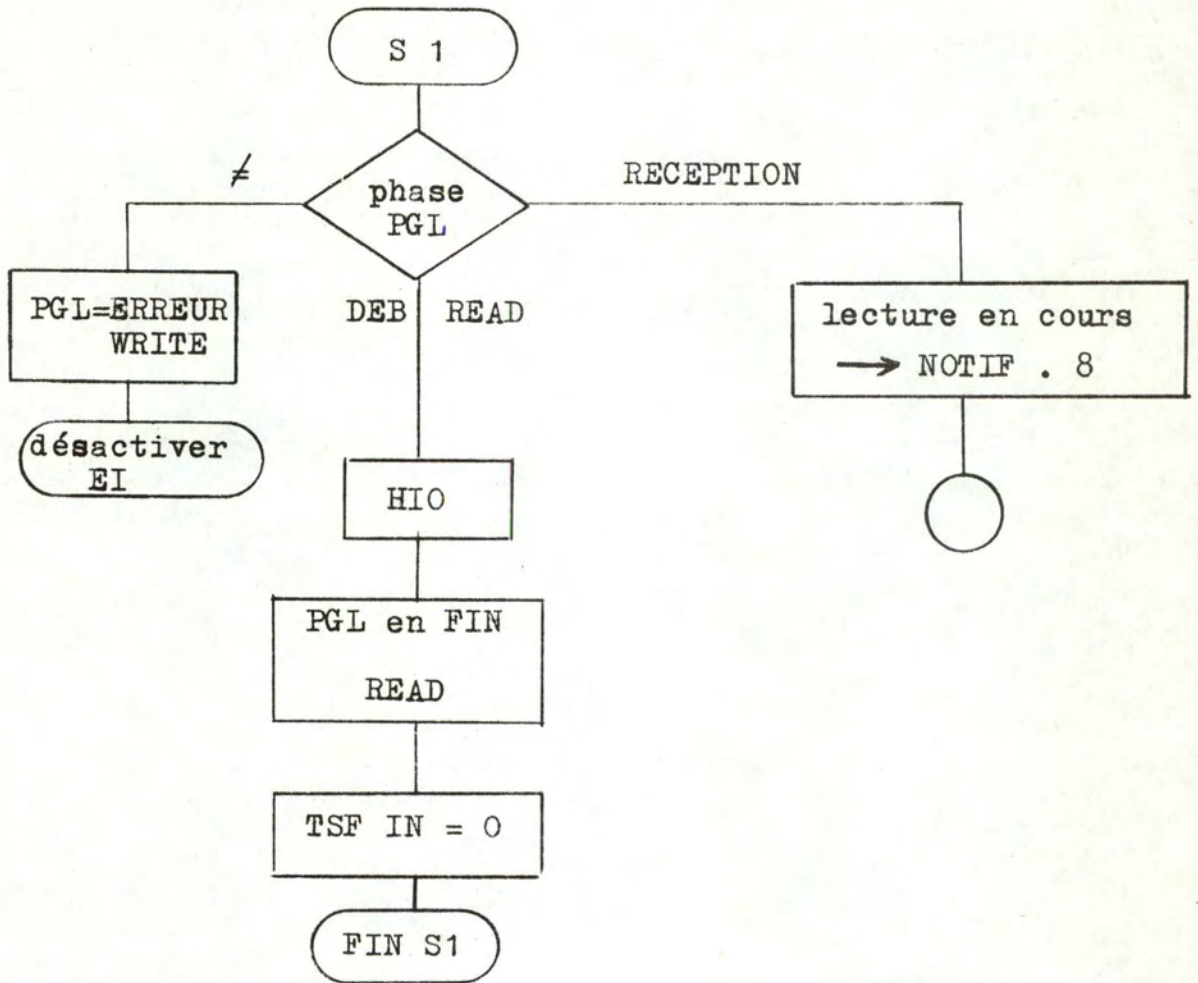 S 1
≠
phase
PGL
RECEPTION
PGL=ERREUR
WRITE
DEB READ
lecture en cours
→ NOTIF . 8
désactiver
EI
HIO
PGL en FIN
READ
TSF IN = 0
FIN S1